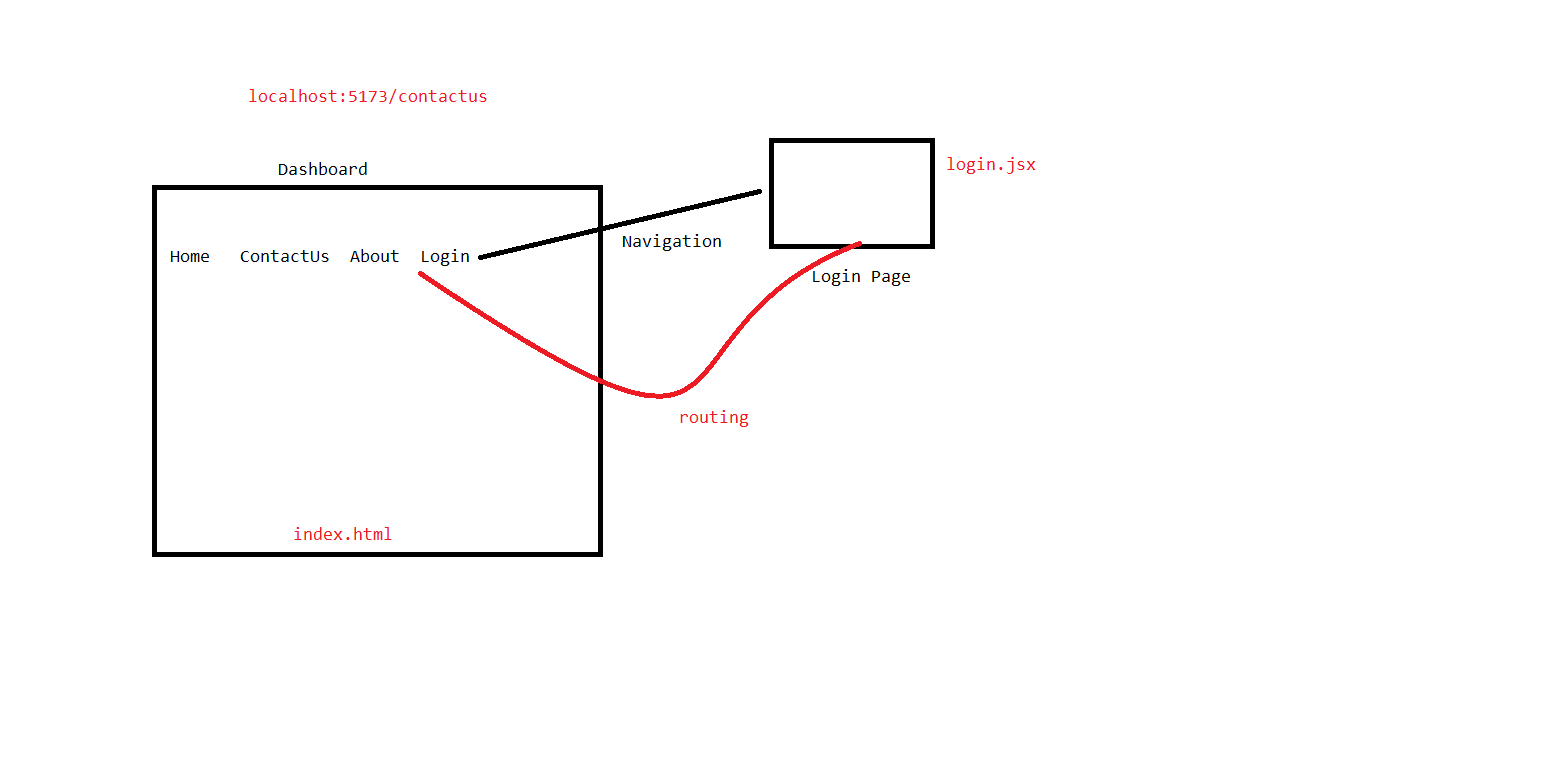 localhost:5173/contactus
Dashboard
login.jsx
Home ContactUs About Login
Navigation
Login Page
routing
index.html